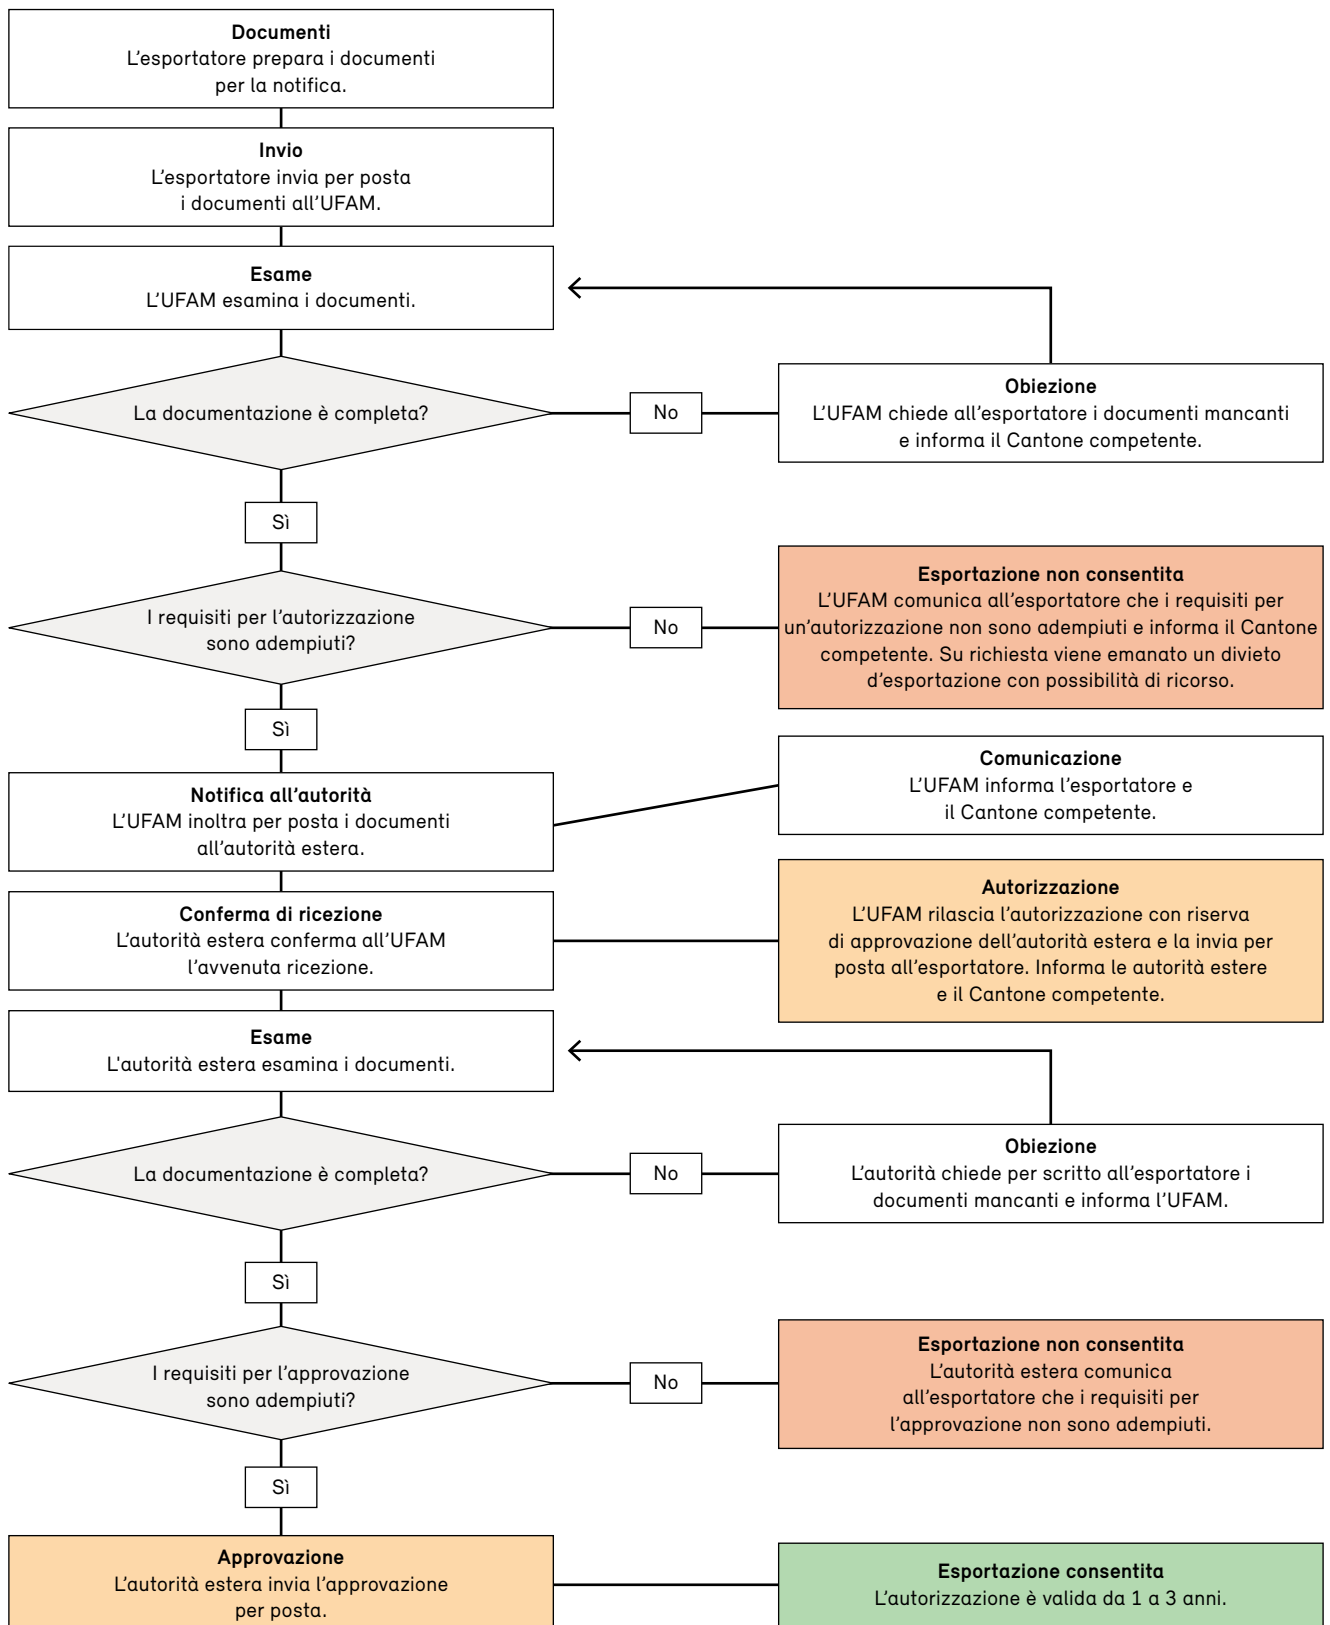 Documenti
L’esportatore prepara i documenti
per la notifica.
Invio
L’esportatore invia per posta
i documenti all’UFAM.
Esame
L’UFAM esamina i documenti.
La documentazione è completa?
No
Obiezione
L’UFAM chiede all’esportatore i documenti mancanti
e informa il Cantone competente.
Sì
I requisiti per l’autorizzazione
sono adempiuti?
No
Esportazione non consentita
L’UFAM comunica all’esportatore che i requisiti per
un’autorizzazione non sono adempiuti e informa il Cantone
competente. Su richiesta viene emanato un divieto
d’esportazione con possibilità di ricorso.
Sì
Notifica all’autorità
L’UFAM inoltra per posta i documenti
all’autorità estera.
Comunicazione
L’UFAM informa l’esportatore e
il Cantone competente.
Conferma di ricezione
L’autorità estera conferma all’UFAM
l’avvenuta ricezione.
Autorizzazione
L’UFAM rilascia l’autorizzazione con riserva
di approvazione dell’autorità estera e la invia per
posta all’esportatore. Informa le autorità estere
e il Cantone competente.
Esame
L'autorità estera esamina i documenti.
La documentazione è completa?
No
Obiezione
L’autorità chiede per scritto all’esportatore i
documenti mancanti e informa l’UFAM.
Sì
I requisiti per l’approvazione
sono adempiuti?
No
Esportazione non consentita
L’autorità estera comunica
all’esportatore che i requisiti per
l’approvazione non sono adempiuti.
Sì
Approvazione
L’autorità estera invia l’approvazione
per posta.
Esportazione consentita
L’autorizzazione è valida da 1 a 3 anni.